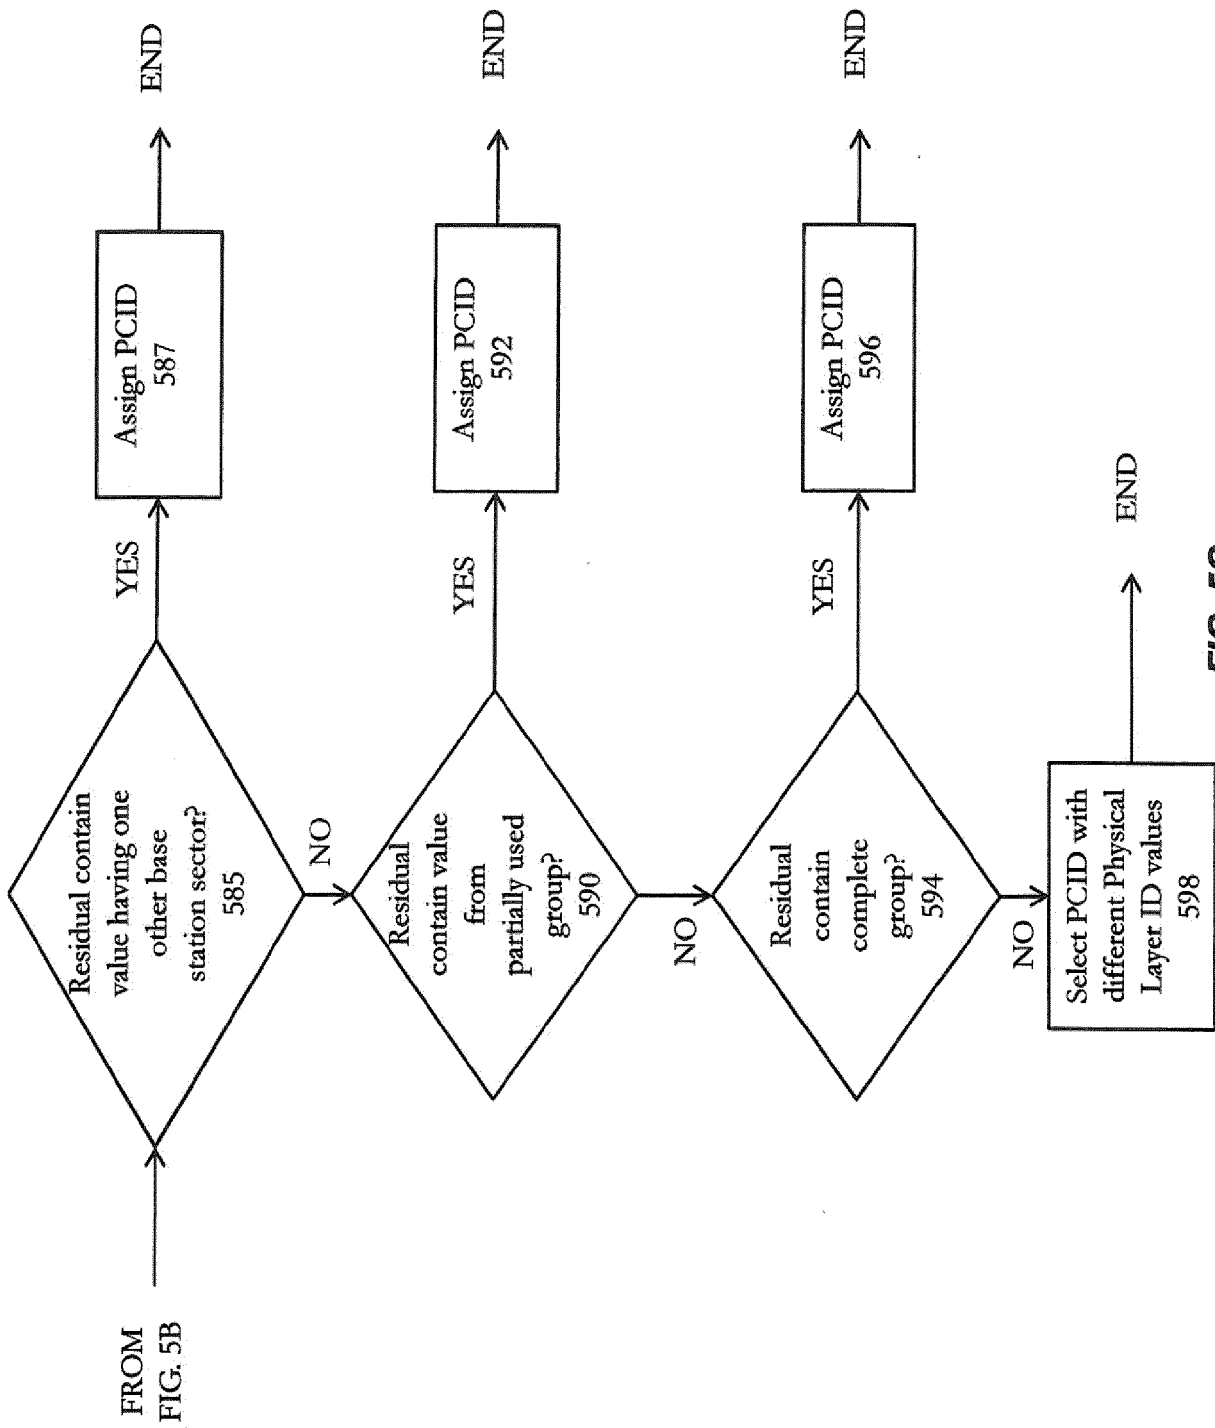 FROM
FIG. 5B
Residual contain
value having one
other base
station sector?
585
YES
Assign PCID
587
END
NO
Residual
contain value
from
partially used
group?
590
YES
Assign PCID
592
END
NO
Residual
contain
complete
group?
594
YES
Assign PCID
596
END
NO
Select PCID with
different Physical
Layer ID values
598
END